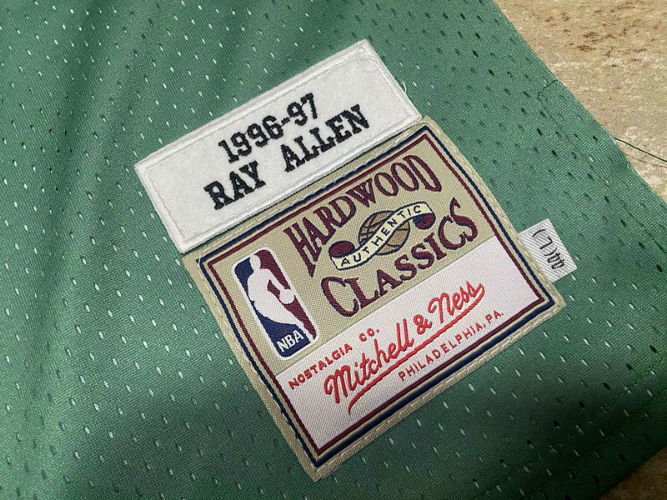 1996-97
RAY ALLEN
HARDWOOD
AUTHENTIC
CLASSICS
NBA
NOSTALGIA CO.
Mitchell & Ness
PHILADELPHIA, PA.